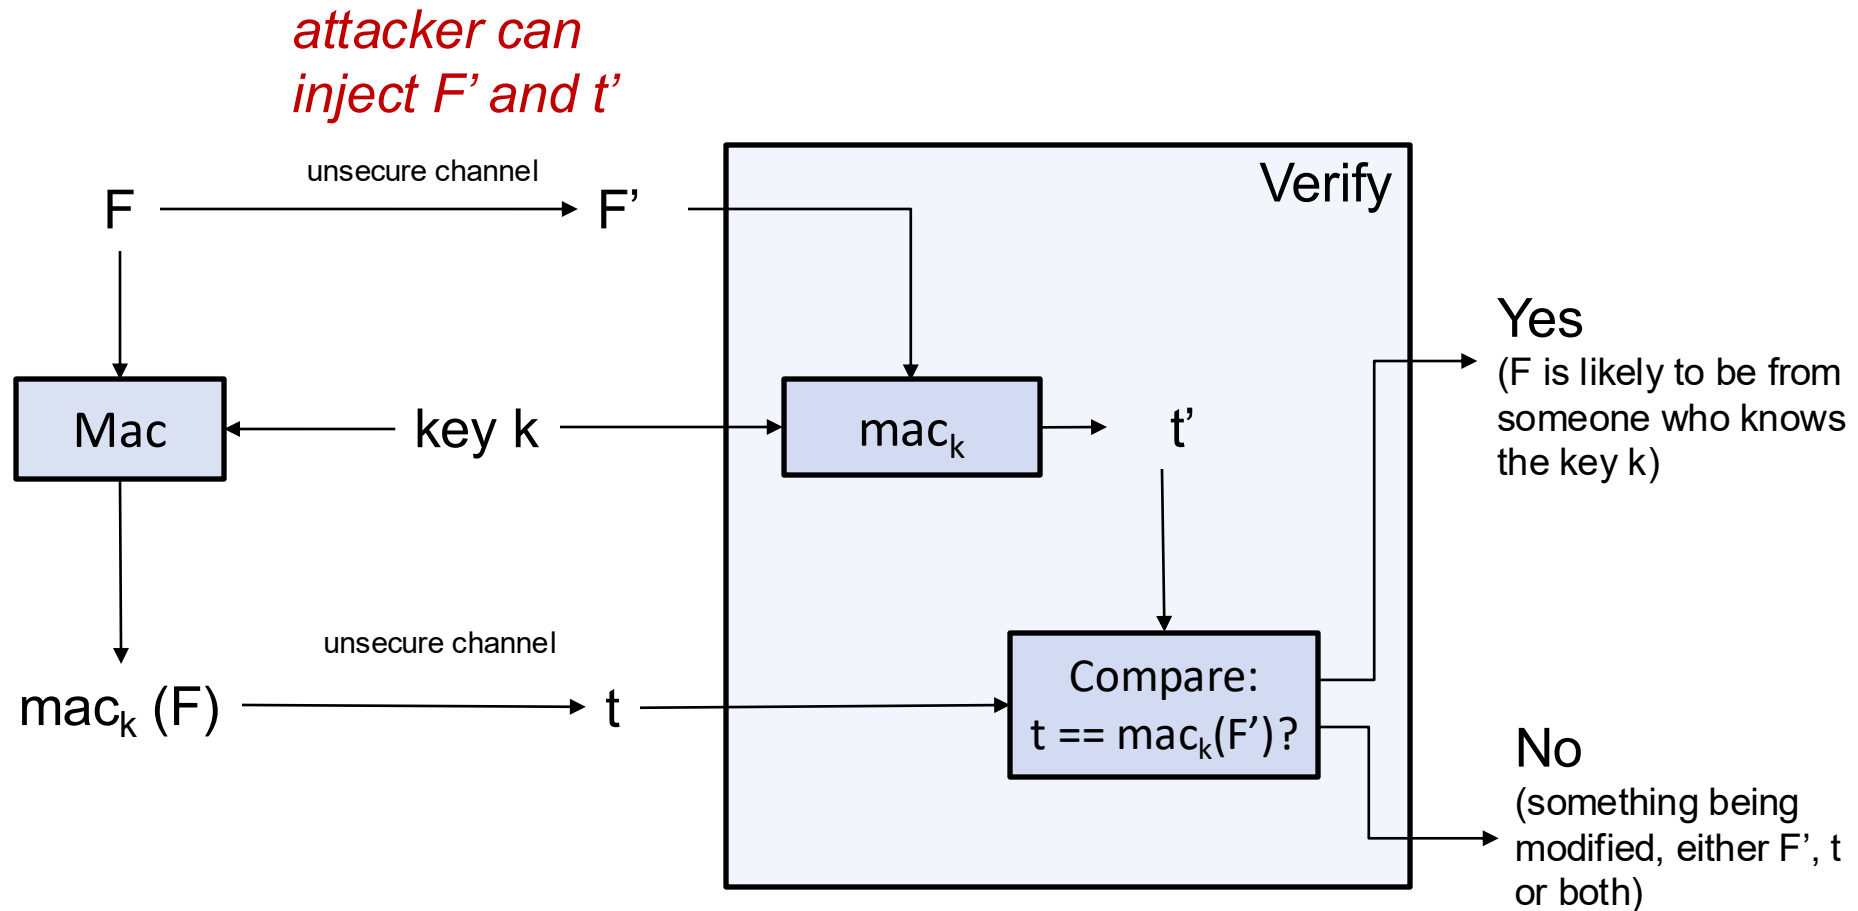 attacker can
inject F’ and t’
unsecure channel
F
F’
Verify
Yes
(F is likely to be from
someone who knows
the key k)
Mac
key k
macₖ
t’
unsecure channel
macₖ (F)
t
Compare:
t == macₖ(F’)?
No
(something being
modified, either F’, t
or both)